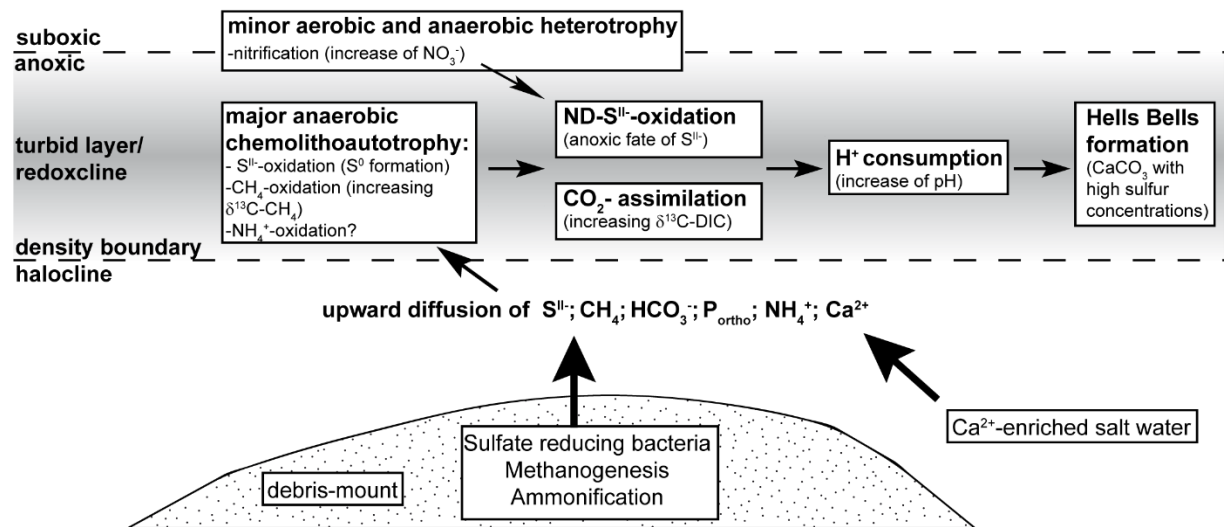 suboxic
anoxic
minor aerobic and anaerobic heterotrophy
-nitrification (increase of NO₃⁻)
turbid layer/
redoxcline
major anaerobic
chemolithoautotrophy:
- Sᴵᴵ⁻-oxidation (S⁰ formation)
-CH₄-oxidation (increasing
δ¹³C-CH₄)
-NH₄⁺-oxidation?
ND-Sᴵᴵ⁻-oxidation
(anoxic fate of Sᴵᴵ⁻)
CO₂- assimilation
(increasing δ¹³C-DIC)
H⁺ consumption
(increase of pH)
Hells Bells
formation
(CaCO₃ with
high sulfur
concentrations)
density boundary
halocline
upward diffusion of Sᴵᴵ⁻; CH₄; HCO₃⁻; Pₒᵣₜₕₒ; NH₄⁺; Ca²⁺
Ca²⁺-enriched salt water
Sulfate reducing bacteria
Methanogenesis
Ammonification
debris-mount